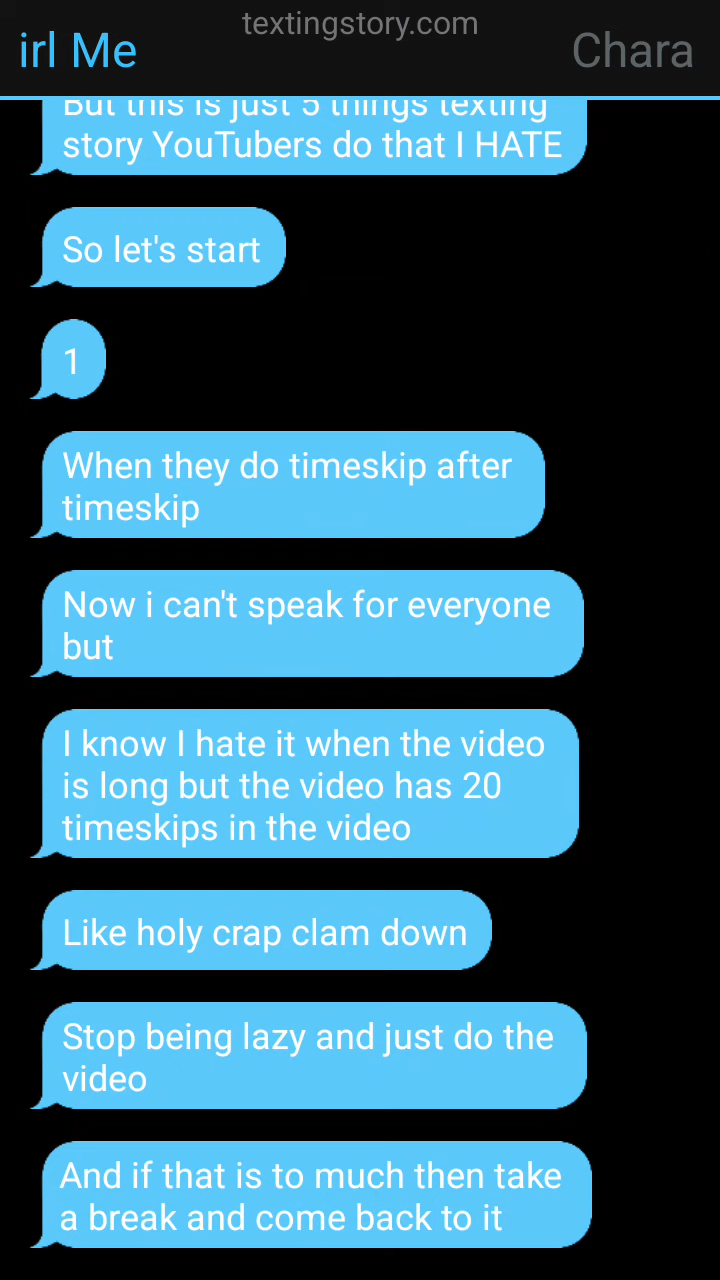 textingstory.com
irl Me
Chara
But this is just 5 things texting
story YouTubers do that I HATE
So let's start
1
When they do timeskip after
timeskip
Now i can't speak for everyone
but
I know I hate it when the video
is long but the video has 20
timeskips in the video
Like holy crap clam down
Stop being lazy and just do the
video
And if that is to much then take
a break and come back to it